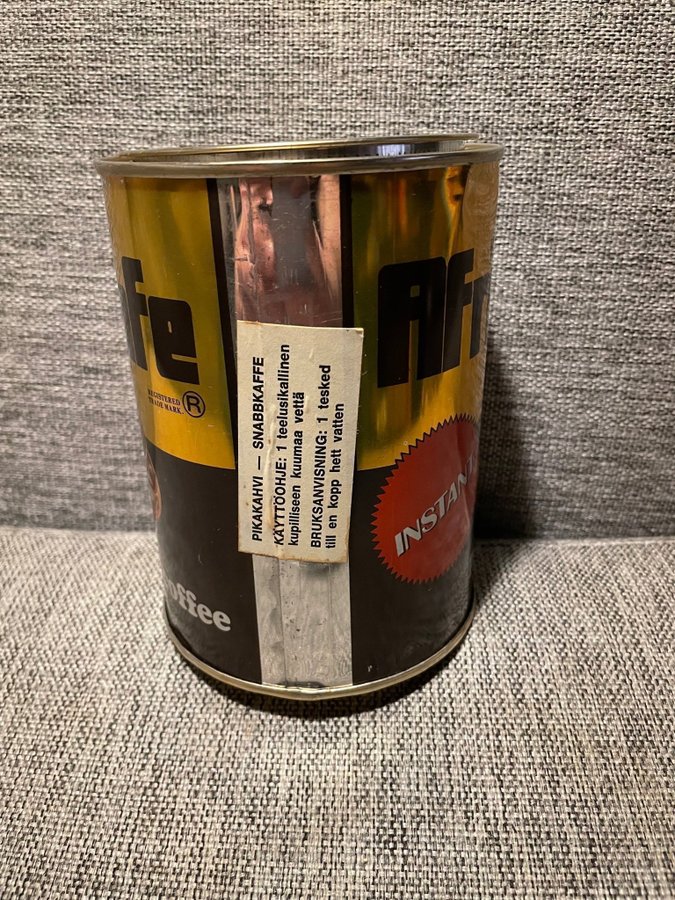 fe
REGISTERED
TRADE MARK.
®
offee
PIKAKAHVI — SNABBKAFFE
KÄYTTÖOHJE: 1 teelusikallinen
kupilliseen kuumaa vettä
BRUKSANVISNING: 1 tesked
till en kopp hett vatten
Af
INSTANT